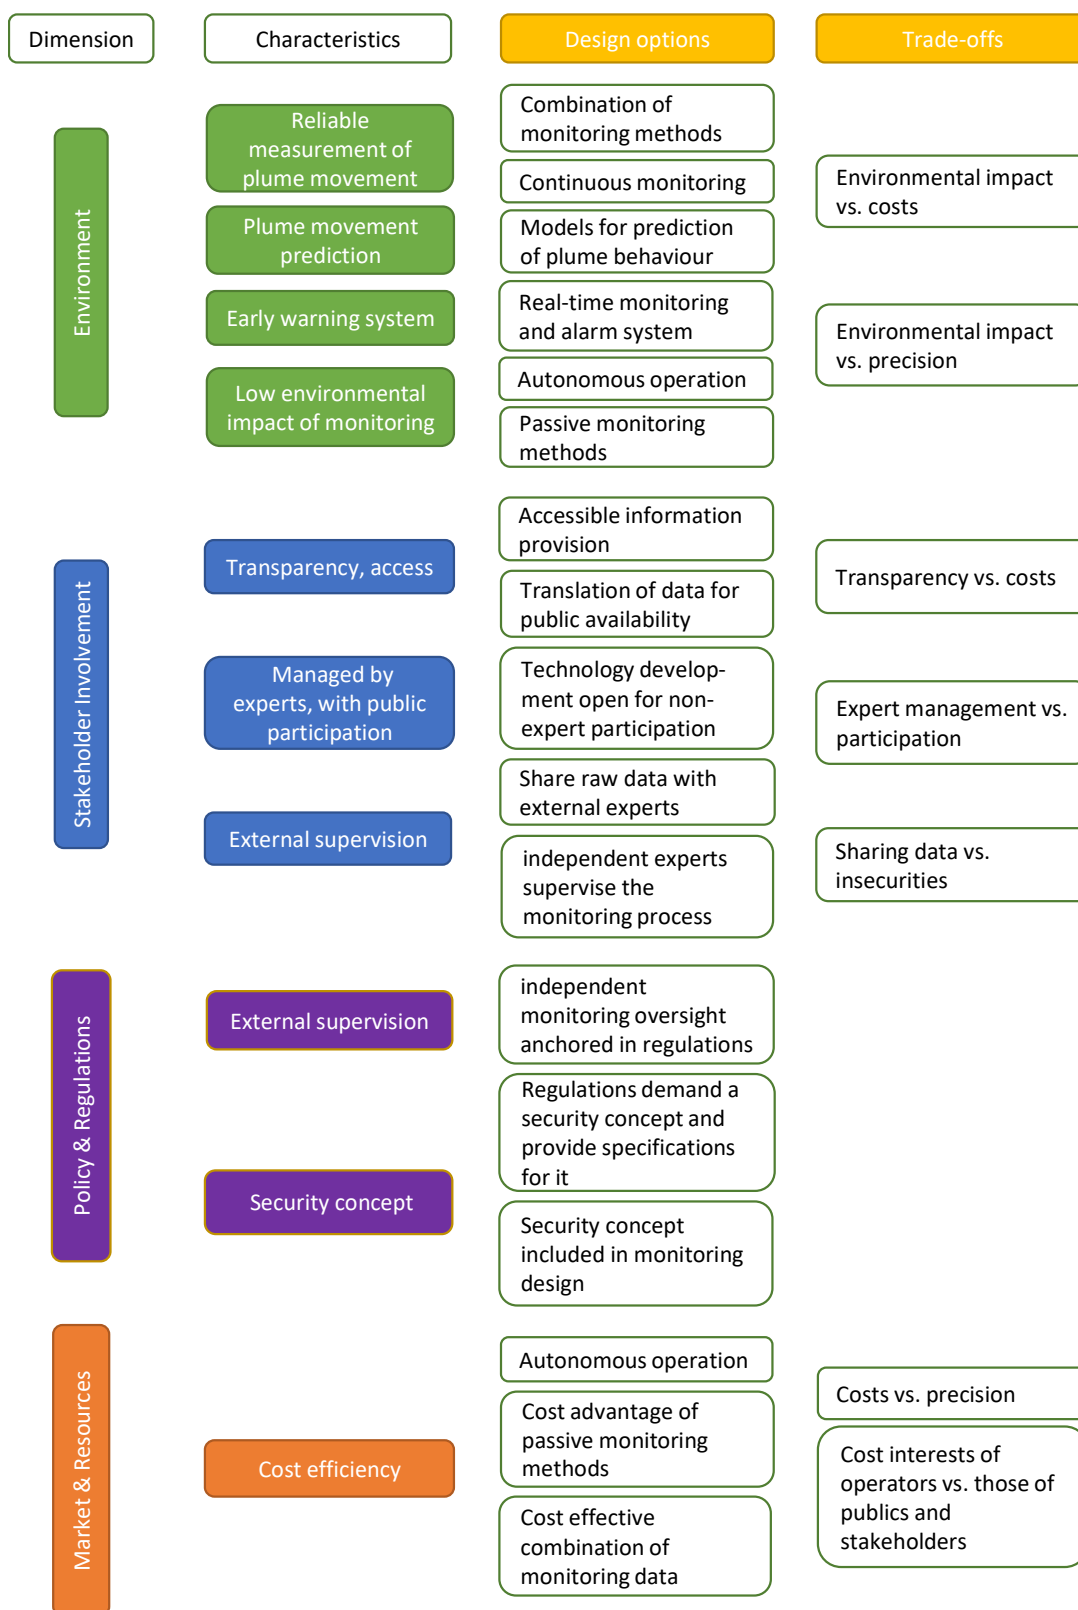 Dimension
Characteristics
Design options
Trade-offs
Environment
Reliable
measurement of
plume movement
Plume movement
prediction
Early warning system
Low environmental
impact of monitoring
Combination of
monitoring methods
Continuous monitoring
Models for prediction
of plume behaviour
Real-time monitoring
and alarm system
Autonomous operation
Passive monitoring
methods
Environmental impact
vs. costs
Environmental impact
vs. precision
Stakeholder Involvement
Transparency, access
Managed by
experts, with public
participation
External supervision
Accessible information
provision
Translation of data for
public availability
Technology develop-
ment open for non-
expert participation
Share raw data with
external experts
independent experts
supervise the
monitoring process
Transparency vs. costs
Expert management vs.
participation
Sharing data vs.
insecurities
Policy & Regulations
External supervision
Security concept
independent
monitoring oversight
anchored in regulations
Regulations demand a
security concept and
provide specifications
for it
Security concept
included in monitoring
design
Market & Resources
Cost efficiency
Autonomous operation
Cost advantage of
passive monitoring
methods
Cost effective
combination of
monitoring data
Costs vs. precision
Cost interests of
operators vs. those of
publics and
stakeholders